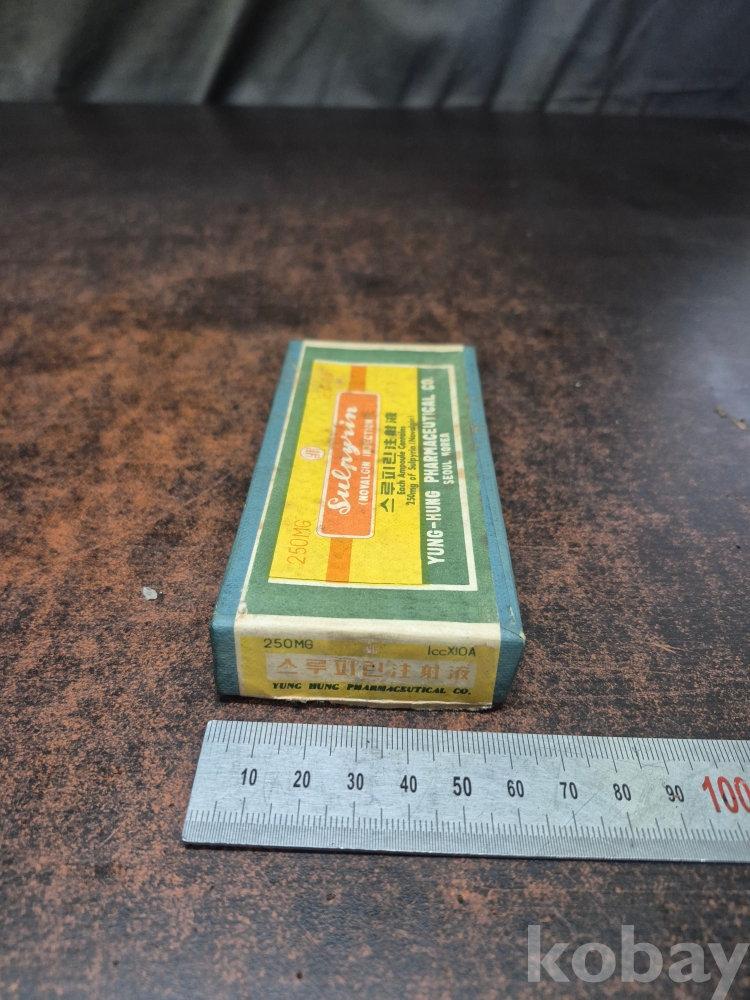 250MG
Sulpyrin
(NOVALGIN INJECTION)
스루피린注射液
Each Ampoule Contains
250mg of Sulpyrin (Novalgin)
YUNG-HUNG PHARMACEUTICAL CO.
SEOUL KOREA
250MG
1ccX10A
스루피린注射液
YUNG HUNG PHARMACEUTICAL CO.
10 20 30 40 50 60 70 80 90 100
kobay